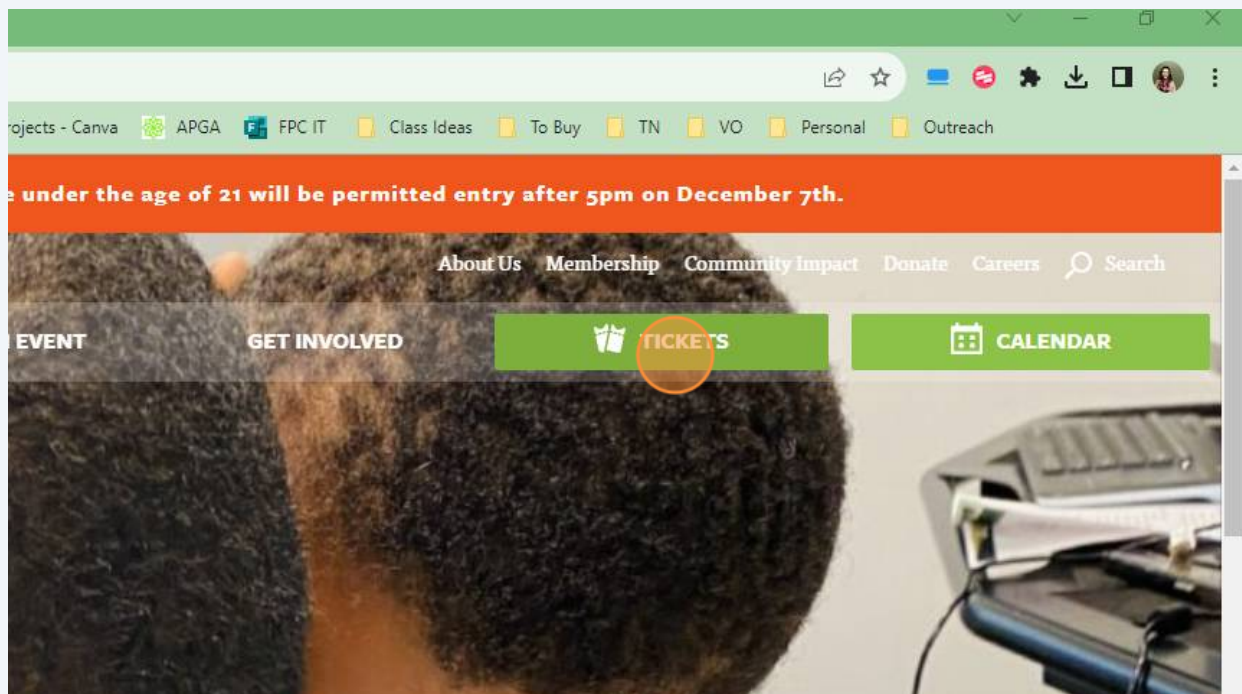 rojects - Canva APGA FPC IT Class Ideas To Buy TN VO Personal Outreach
e under the age of 21 will be permitted entry after 5pm on December 7th.
About Us Membership Community Impact Donate Careers Search
EVENT GET INVOLVED TICKETS CALENDAR